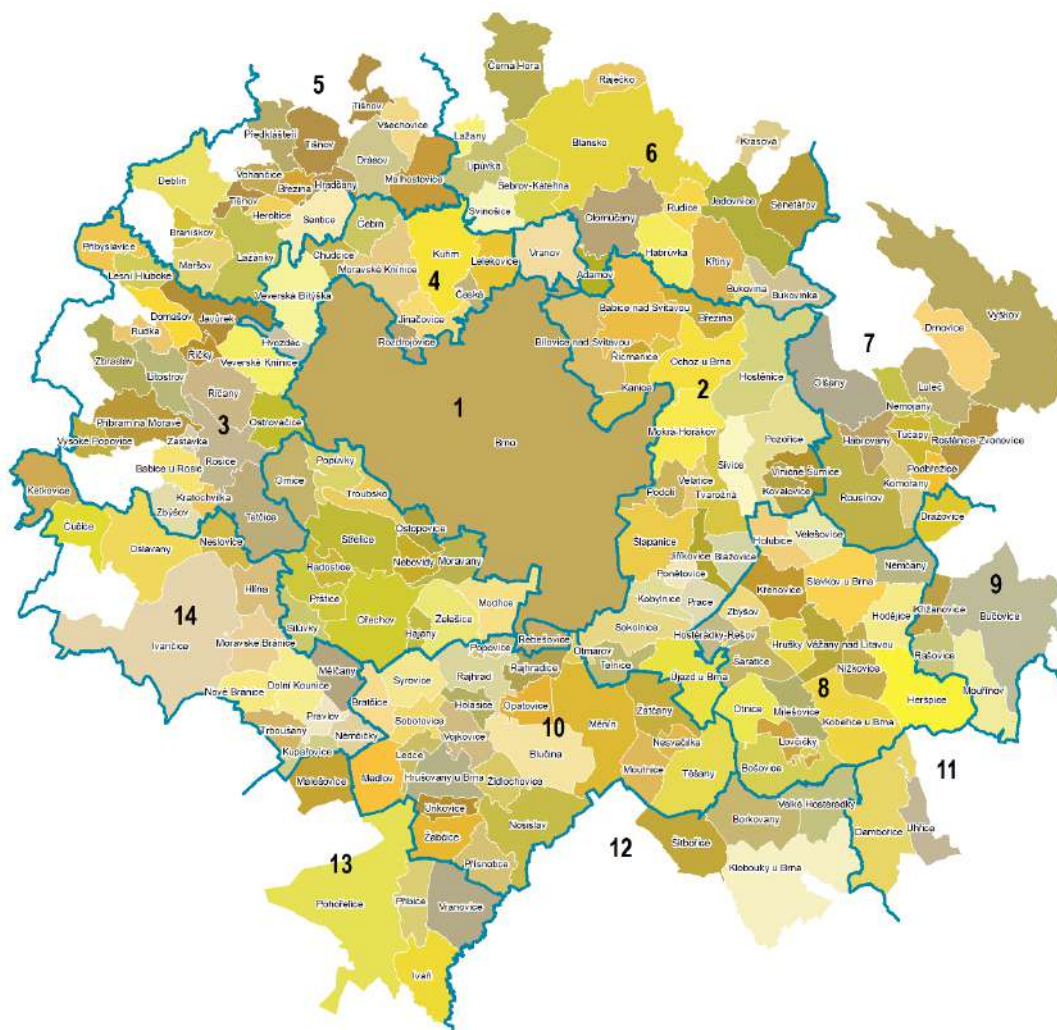 Černá Hora
Ráječko
5
Tišnov
Všechovice
Předklášteří
Tišnov
Lažany
Blansko
Krasová
Drásov
Lipůvka
6
Deblín
Vohančice
Březina
Hradčany
Malhostovice
Šebrov-Kateřina
Rudice
Jedovnice
Senetářov
Tišnov
Heroltice
Sentice
Svinošice
Olomučany
Braniškov
Čebín
Přibyslavice
Maršov
Lažánky
Chudčice
Kuřim
Lelekovice
Vranov
Habrůvka
Křtiny
Lesní Hluboké
Moravské Knínice
Adamov
Bukovina
Bukovinka
Veverská Bítýška
4
Česká
Babice nad Svitavou
Březina
Vyškov
Domašov
Javůrek
Jinačovice
Drnovice
Rudka
Hvozdec
Rozdrojovice
Bílovice nad Svitavou
Ochoz u Brna
7
Zbraslav
Říčky
Veverské Knínice
Řícmanice
Hostěnice
Olšany
Litostrov
Kanice
2
Luleč
Říčany
1
Nemojany
Příbram na Moravě
Ostrovačice
Mokrá-Horákov
Pozořice
Tučapy
Vysoké Popovice
3
Zastávka
Brno
Habrovany
Rostěnice-Zvonovice
Babice u Rosic
Rosice
Popůvky
Sivice
Viničné Šumice
Podbřežice
Ketkovice
Omice
Velatice
Komořany
Kratochvilka
Troubsko
Podolí
Tvarožná
Kovalovice
Rousínov
Zbýšov
Tetčice
Dražovice
Čučice
Neslovice
Ostopovice
Šlapanice
Holubice
Velešovice
Oslavany
Střelice
Jiříkovice
Blažovice
Nebovidy
Moravany
Němčany
Radostice
Ponětovice
Křenovice
Slavkov u Brna
9
Hlína
Prštice
Modřice
Kobylnice
Prace
Zbýšov
Křižanovice
Bučovice
14
Ořechov
Želešice
Hodějice
Silůvky
Hajany
Sokolnice
Ivančice
Moravské Bránice
Rebešovice
Hostěrádky-Rešov
Hrušky
Vážany nad Litavou
Popovice
Otmarov
Telnice
Rašovice
Mělčany
Rajhradice
Šaratice
Nížkovice
Syrovice
Rajhrad
Újezd u Brna
Mouřínov
Nové Bránice
Dolní Kounice
Bratčice
Holasice
Opatovice
Měnín
Žatčany
8
Heršpice
Otnice
Milešovice
Pravlov
Sobotovice
10
Kobeřice u Brna
Trboušany
Vojkovice
Nesvačilka
Lovčičky
Němčičky
Ledce
Blučina
Kupařovice
Moutnice
Bošovice
11
Malešovice
Medlov
Hrušovany u Brna
Židlochovice
Těšany
Velké Hostěrádky
Unkovice
Nosislav
Borkovany
Dambořice
Uhřice
Žabčice
12
Šitbořice
Přísnotice
13
Klobouky u Brna
Pohořelice
Přibice
Vranovice
Ivaň